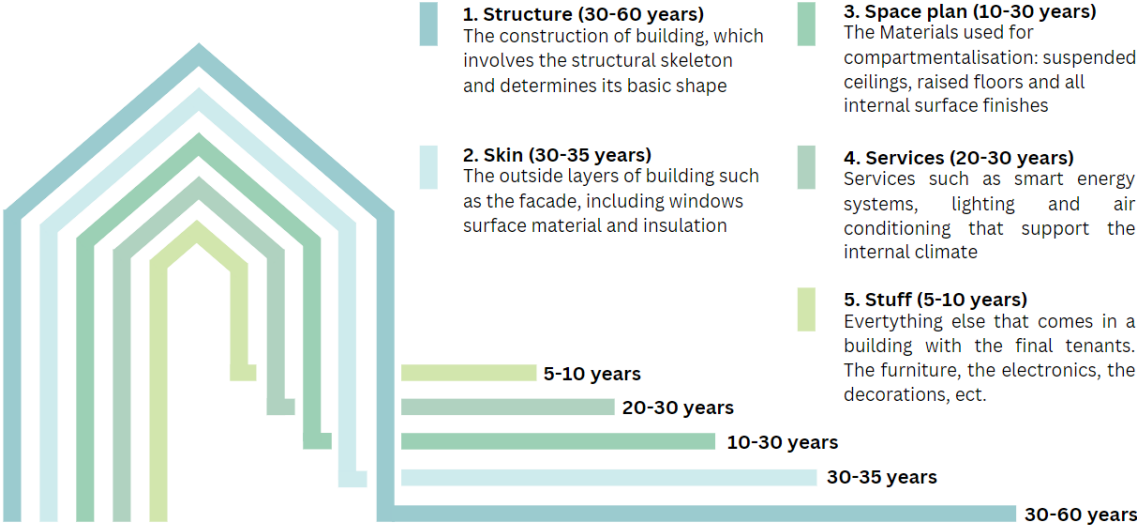 1. Structure (30-60 years)
The construction of building, which
involves the structural skeleton
and determines its basic shape
2. Skin (30-35 years)
The outside layers of building such
as the facade, including windows
surface material and insulation
3. Space plan (10-30 years)
The Materials used for
compartmentalisation: suspended
ceilings, raised floors and all
internal surface finishes
4. Services (20-30 years)
Services such as smart energy
systems, lighting and air
conditioning that support the
internal climate
5. Stuff (5-10 years)
Evertything else that comes in a
building with the final tenants.
The furniture, the electronics, the
decorations, ect.
5-10 years
20-30 years
10-30 years
30-35 years
30-60 years